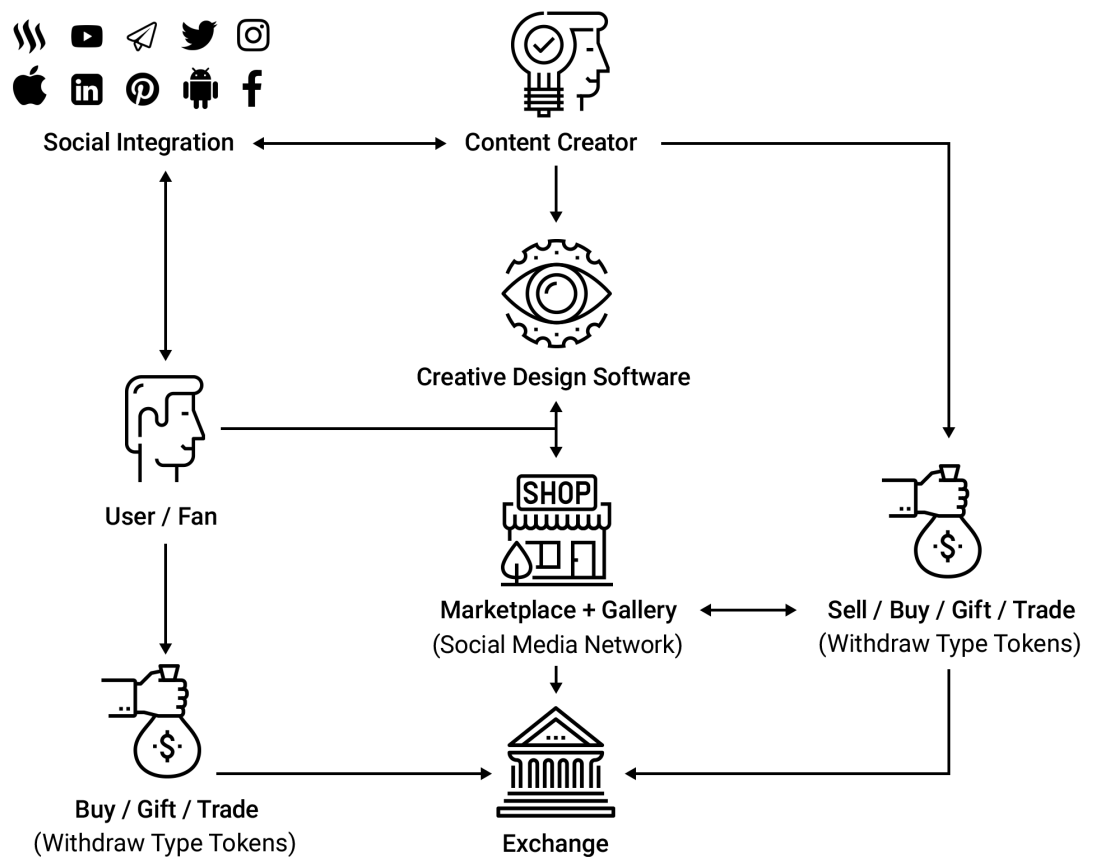 Social Integration
Content Creator
Creative Design Software
User / Fan
SHOP
Marketplace + Gallery
(Social Media Network)
Sell / Buy / Gift / Trade
(Withdraw Type Tokens)
Buy / Gift / Trade
(Withdraw Type Tokens)
Exchange